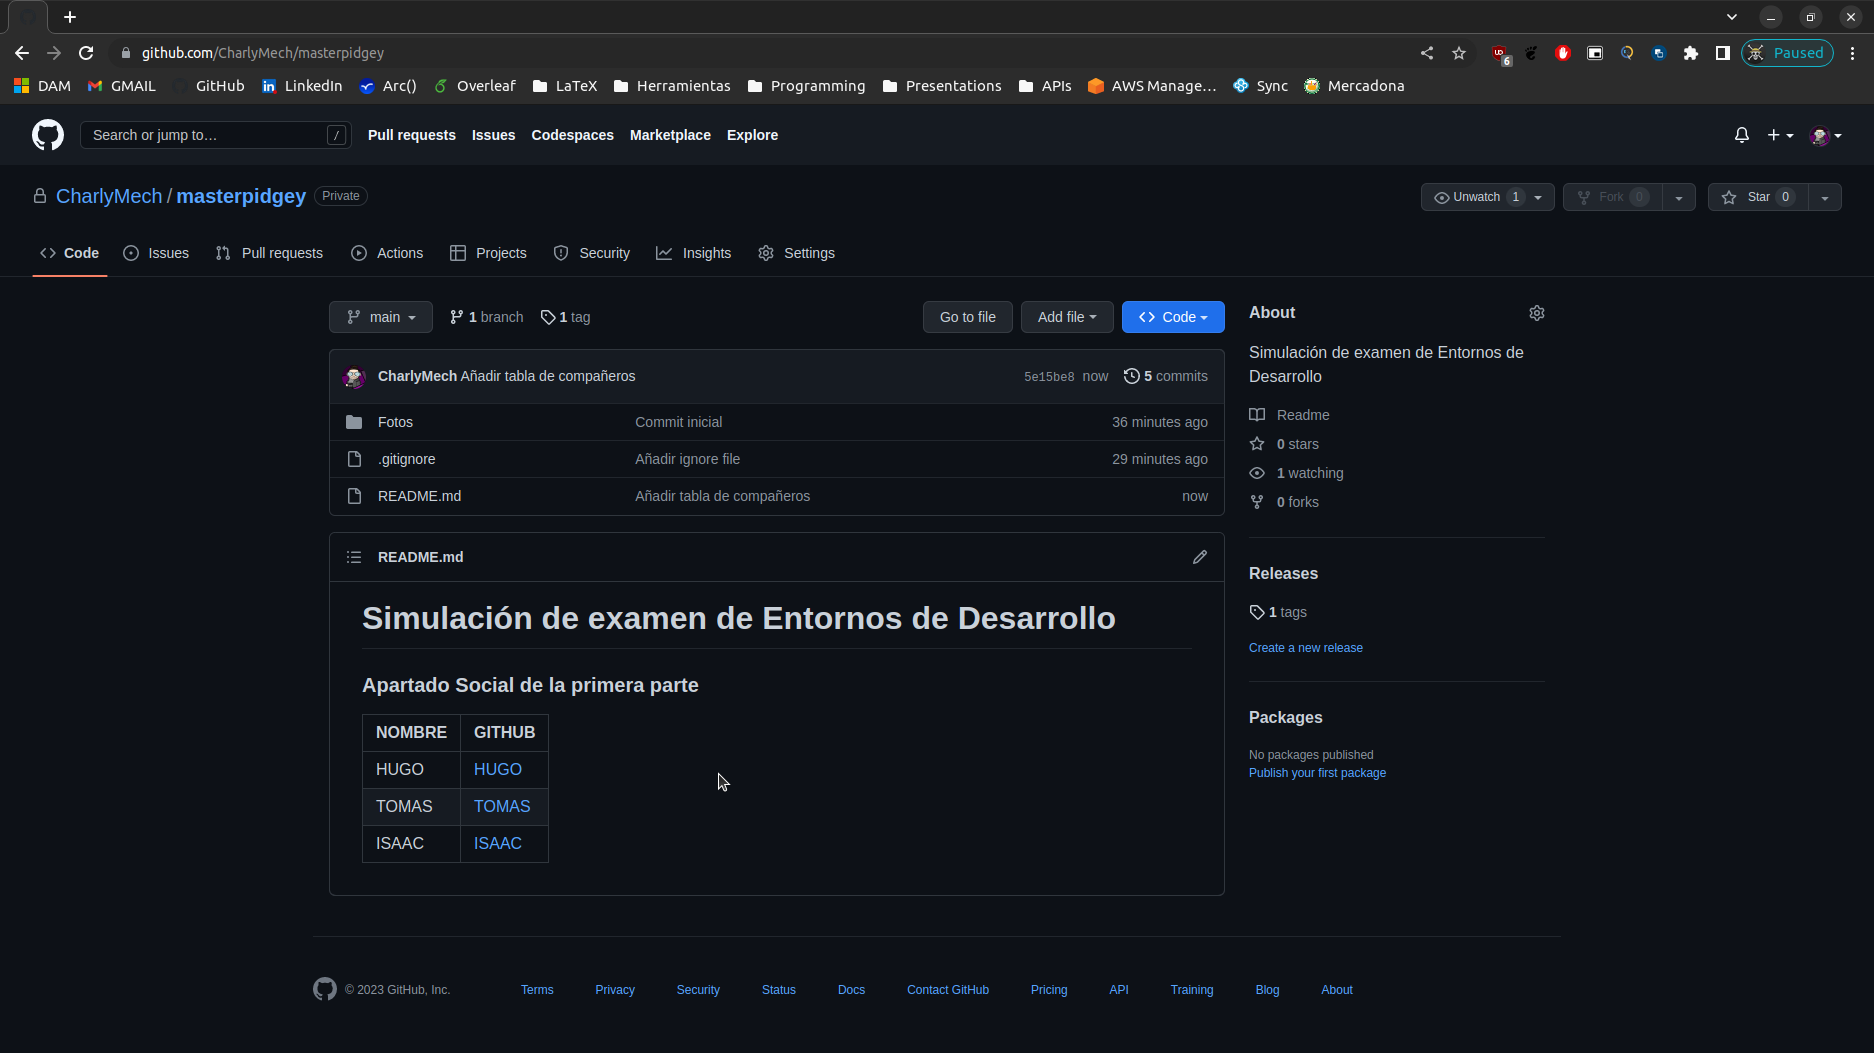 github.com/CharlyMech/masterpidgey
6
Paused
DAM GMAIL GitHub LinkedIn Arc() Overleaf LaTeX Herramientas Programming Presentations APIs AWS Manage... Sync Mercadona
Search or jump to... / Pull requests Issues Codespaces Marketplace Explore
CharlyMech / masterpidgey Private
Unwatch 1 Fork 0 Star 0
Code Issues Pull requests Actions Projects Security Insights Settings
main 1 branch 1 tag Go to file Add file Code
CharlyMech Añadir tabla de compañeros 5e15be8 now 5 commits
Fotos Commit inicial 36 minutes ago
.gitignore Añadir ignore file 29 minutes ago
README.md Añadir tabla de compañeros now
README.md
Simulación de examen de Entornos de Desarrollo
Apartado Social de la primera parte
NOMBRE GITHUB
HUGO HUGO
TOMAS TOMAS
ISAAC ISAAC
About
Simulación de examen de Entornos de
Desarrollo
Readme
0 stars
1 watching
0 forks
Releases
1 tags
Create a new release
Packages
No packages published
Publish your first package
© 2023 GitHub, Inc. Terms Privacy Security Status Docs Contact GitHub Pricing API Training Blog About